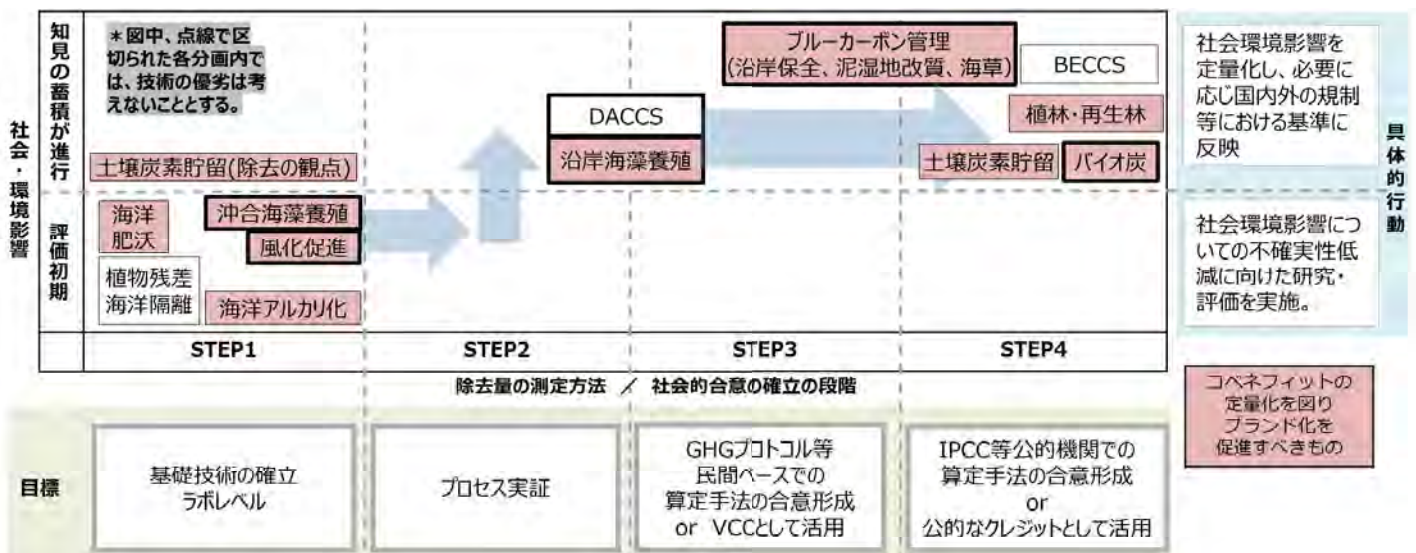 社会・環境影響
知見の蓄積が進行
評価初期
＊図中、点線で区
切られた各分画内で
は、技術の優劣は考
えないこととする。
土壌炭素貯留(除去の観点)
海洋
肥沃
沖合海藻養殖
風化促進
植物残差
海洋隔離
海洋アルカリ化
DACCS
沿岸海藻養殖
ブルーカーボン管理
(沿岸保全、泥湿地改質、海草)
BECCS
植林・再生林
土壌炭素貯留
バイオ炭
STEP1
STEP2
STEP3
STEP4
除去量の測定方法 ／ 社会的合意の確立の段階
社会環境影響を
定量化し、必要に
応じ国内外の規制
等における基準に
反映
社会環境影響につ
いての不確実性低
減に向けた研究・
評価を実施。
具体的行動
コベネフィットの
定量化を図り
ブランド化を
促進すべきもの
目標
基礎技術の確立
ラボレベル
プロセス実証
GHGプロトコル等
民間ベースでの
算定手法の合意形成
or VCCとして活用
IPCC等公的機関での
算定手法の合意形成
or
公的なクレジットとして活用